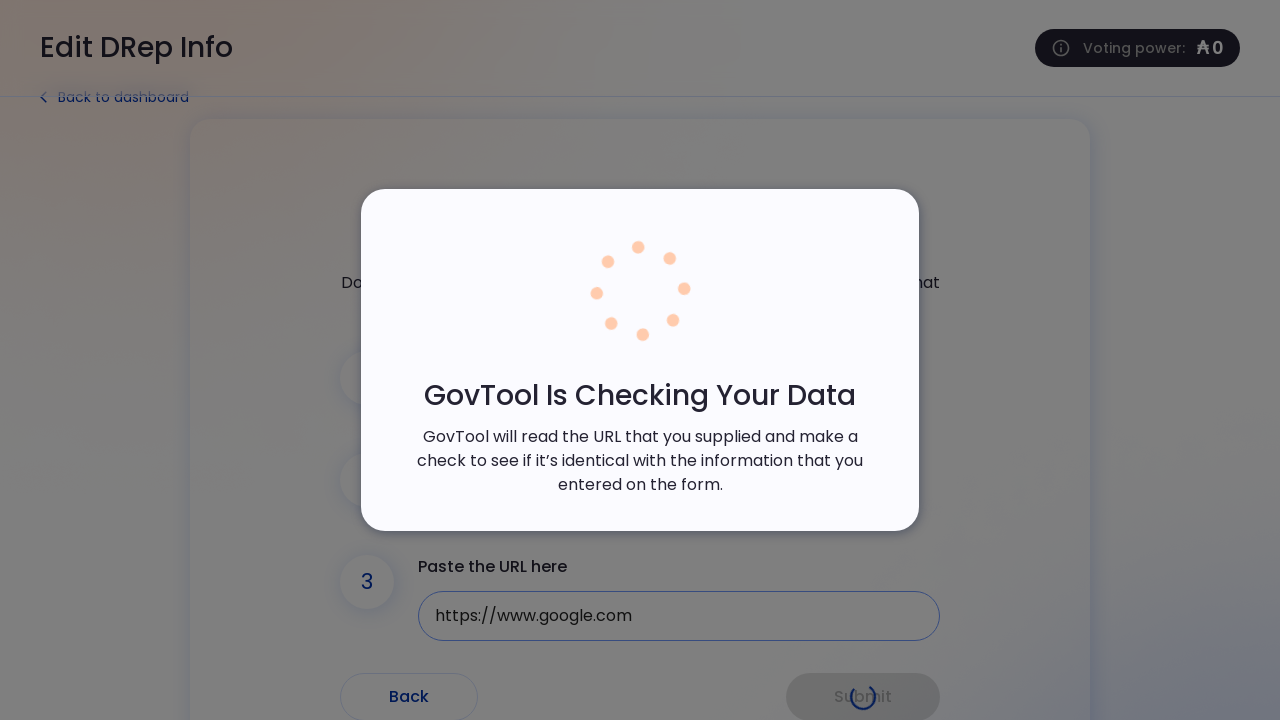 Edit DRep Info
Voting power: ₳ 0
Back to dashboard
Do
hat
GovTool Is Checking Your Data
GovTool will read the URL that you supplied and make a
check to see if it’s identical with the information that you
entered on the form.
3
Paste the URL here
https://www.google.com
Back
Submit